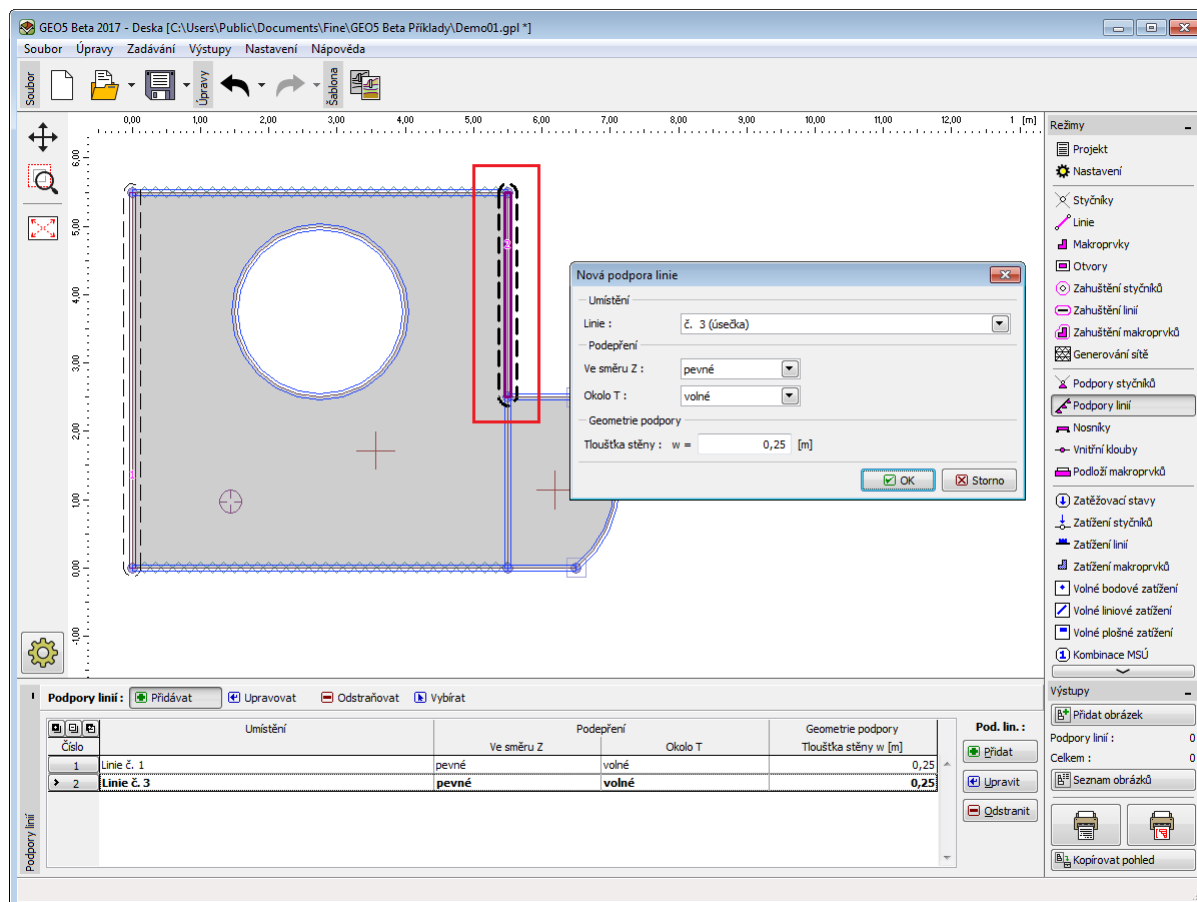 GEO5 Beta 2017 - Deska [C:\Users\Public\Documents\Fine\GEO5 Beta Příklady\Demo01.gpl *]
Soubor Úpravy Zadávání Výstupy Nastavení Nápověda
Soubor
Úpravy
Šablona
0,00 1,00 2,00 3,00 4,00 5,00 6,00 7,00 8,00 9,00 10,00 11,00 12,00 1 [m]
6,00
5,00
4,00
3,00
2,00
1,00
0,00
-1,00
Nová podpora linie
Umístění
Linie : č. 3 (úsečka)
Podepření
Ve směru Z : pevné
Okolo T : volné
Geometrie podpory
Tloušťka stěny : w = 0,25 [m]
OK Storno
Režimy
Projekt
Nastavení
Styčníky
Linie
Makroprvky
Otvory
Zahuštění styčníků
Zahuštění linií
Zahuštění makroprvků
Generování sítě
Podpory styčníků
Podpory linií
Nosníky
Vnitřní klouby
Podloží makroprvků
Zatěžovací stavy
Zatížení styčníků
Zatížení linií
Zatížení makroprvků
Volné bodové zatížení
Volné liniové zatížení
Volné plošné zatížení
1 Kombinace MSÚ
Podpory linií : Přidávat Upravovat Odstraňovat Vybírat
Číslo Umístění Podepření Geometrie podpory
Ve směru Z Okolo T Tloušťka stěny w [m]
1 Linie č. 1 pevné volné 0,25
2 Linie č. 3 pevné volné 0,25
Podpory linií
Pod. lin. :
Přidat
Upravit
Odstranit
Výstupy
Přidat obrázek
Podpory linií : 0
Celkem : 0
Seznam obrázků
Kopírovat pohled